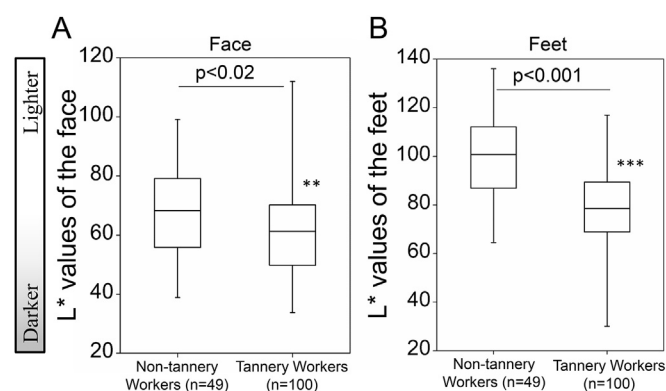 A
Face
Lighter
Darker
L* values of the face
120
100
80
60
40
20
p<0.02
**
Non-tannery
Workers (n=49)
Tannery Workers
(n=100)
B
Feet
L* values of the feet
140
120
100
80
60
40
20
p<0.001
***
Non-tannery
Workers (n=49)
Tannery Workers
(n=100)